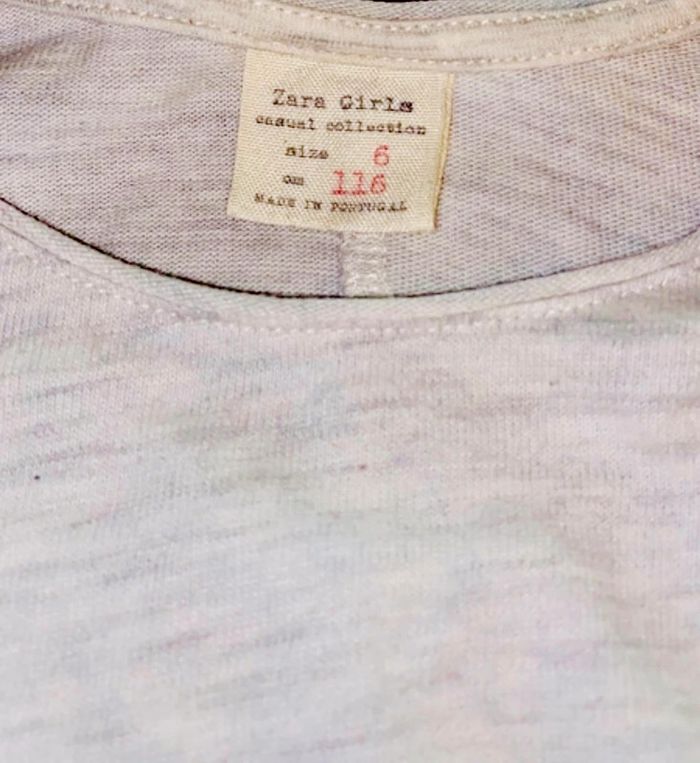 Zara Girls
casual collection
size 6
cm 116
MADE IN PORTUGAL